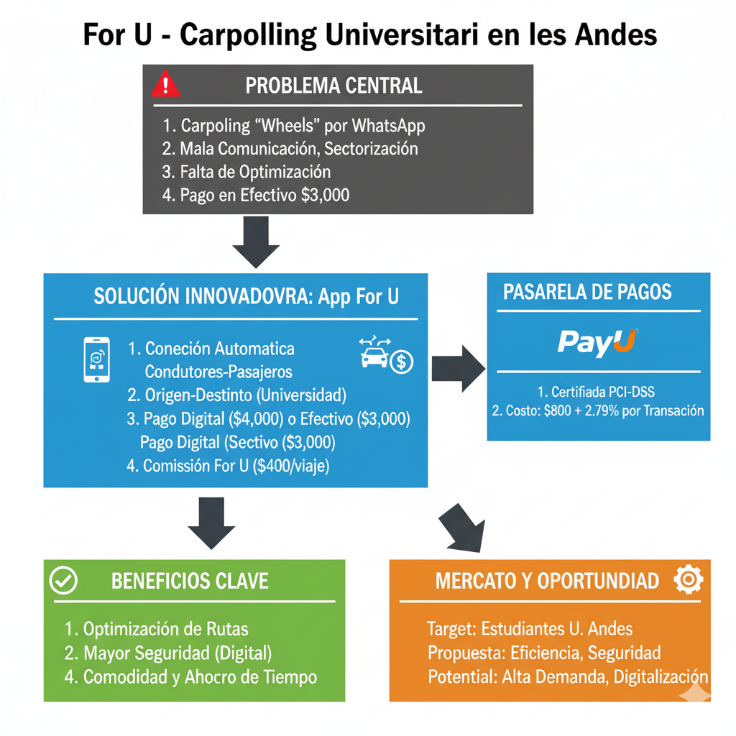 For U - Carpolling Universitari en les Andes
PROBLEMA CENTRAL
1. Carpoling “Wheels” por WhatsApp
2. Mala Comunicación, Sectorización
3. Falta de Optimización
4. Pago en Efectivo $3,000
SOLUCIÓN INNOVADOVRA: App For U
1. Coneción Automatica
Condutores-Pasajeros
2. Origen-Destinto (Universidad)
3. Pago Digital ($4,000) o Efectivo ($3,000)
Pago Digital (Sectivo ($3,000)
4. Comissión For U ($400/viaje)
PASARELA DE PAGOS
PayU
1. Certifiada PCI-DSS
2. Costo: $800 + 2.79% por Transación
BENEFICIOS CLAVE
1. Optimización de Rutas
2. Mayor Seguridad (Digital)
4. Comodidad y Ahocro de Tiempo
MERCATO Y OPORTUNDIAD
Target: Estudiantes U. Andes
Propuesta: Eficiencia, Seguridad
Potential: Alta Demanda, Digitalización